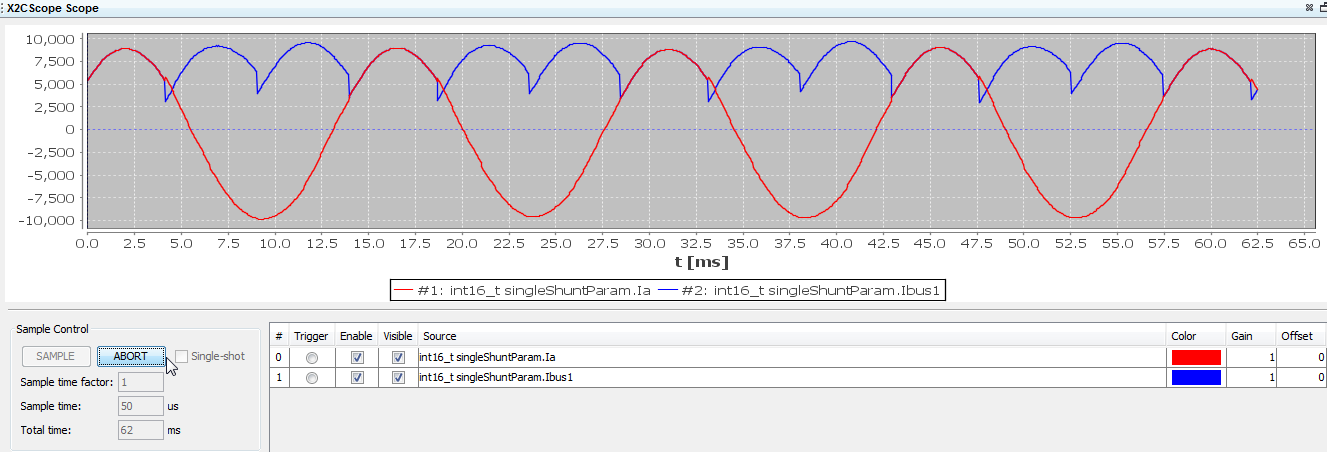 X2CScope Scope
10,000
7,500
5,000
2,500
0
-2,500
-5,000
-7,500
-10,000
0.0 2.5 5.0 7.5 10.0 12.5 15.0 17.5 20.0 22.5 25.0 27.5 30.0 32.5 35.0 37.5 40.0 42.5 45.0 47.5 50.0 52.5 55.0 57.5 60.0 62.5 65.0
t [ms]
#1: int16_t singleShuntParam.Ia #2: int16_t singleShuntParam.Ibus1
Sample Control
SAMPLE ABORT Single-shot
Sample time factor: 1
Sample time: 50 us
Total time: 62 ms
# Trigger Enable Visible Source Color Gain Offset
0 int16_t singleShuntParam.Ia 1 0
1 int16_t singleShuntParam.Ibus1 1 0